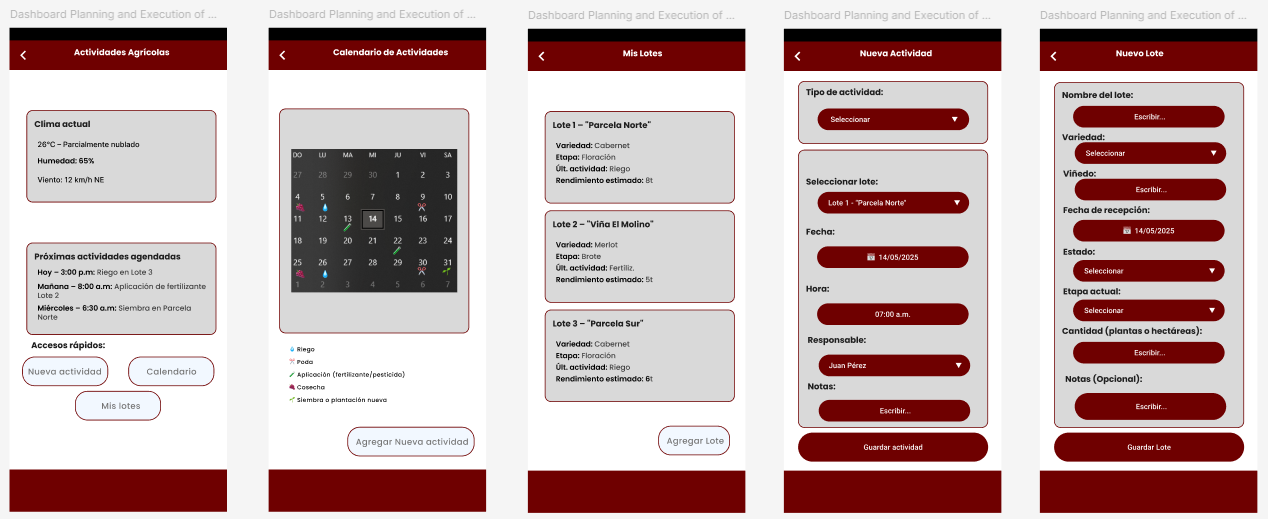 Dashboard Planning and Execution of ...
Actividades Agrícolas
Clima actual
26°C – Parcialmente nublado
Humedad: 65%
Viento: 12 km/h NE
Próximas actividades agendadas
Hoy – 3:00 p.m: Riego en Lote 3
Mañana – 8:00 a.m: Aplicación de fertilizante
Lote 2
Miércoles – 6:30 a.m: Siembra en Parcela
Norte
Accesos rápidos:
Nueva actividad
Calendario
Mis lotes
Dashboard Planning and Execution of ...
Calendario de Actividades
DO LU MA MI JU VI SA
27 28 29 30 1 2 3
4 5 6 7 8 9 10
11 12 13 14 15 16 17
18 19 20 21 22 23 24
25 26 27 28 29 30 31
1 2 3 4 5 6 7
Riego
Poda
Aplicación (fertilizante/pesticida)
Cosecha
Siembra o plantación nueva
Agregar Nueva actividad
Dashboard Planning and Execution of ...
Mis Lotes
Lote 1 – "Parcela Norte"
Variedad: Cabernet
Etapa: Floración
Últ. actividad: Riego
Rendimiento estimado: 8t
Lote 2 – "Viña El Molino"
Variedad: Merlot
Etapa: Brote
Últ. actividad: Fertiliz.
Rendimiento estimado: 5t
Lote 3 – "Parcela Sur"
Variedad: Cabernet
Etapa: Floración
Últ. actividad: Riego
Rendimiento estimado: 6t
Agregar Lote
Dashboard Planning and Execution of ...
Nueva Actividad
Tipo de actividad:
Seleccionar
Seleccionar lote:
Lote 1 - "Parcela Norte"
Fecha:
14/05/2025
Hora:
07:00 a.m.
Responsable:
Juan Pérez
Notas:
Escribir...
Guardar actividad
Dashboard Planning and Execution of ...
Nuevo Lote
Nombre del lote:
Escribir...
Variedad:
Seleccionar
Viñedo:
Escribir...
Fecha de recepción:
14/05/2025
Estado:
Seleccionar
Etapa actual:
Seleccionar
Cantidad (plantas o hectáreas):
Escribir...
Notas (Opcional):
Escribir...
Guardar Lote